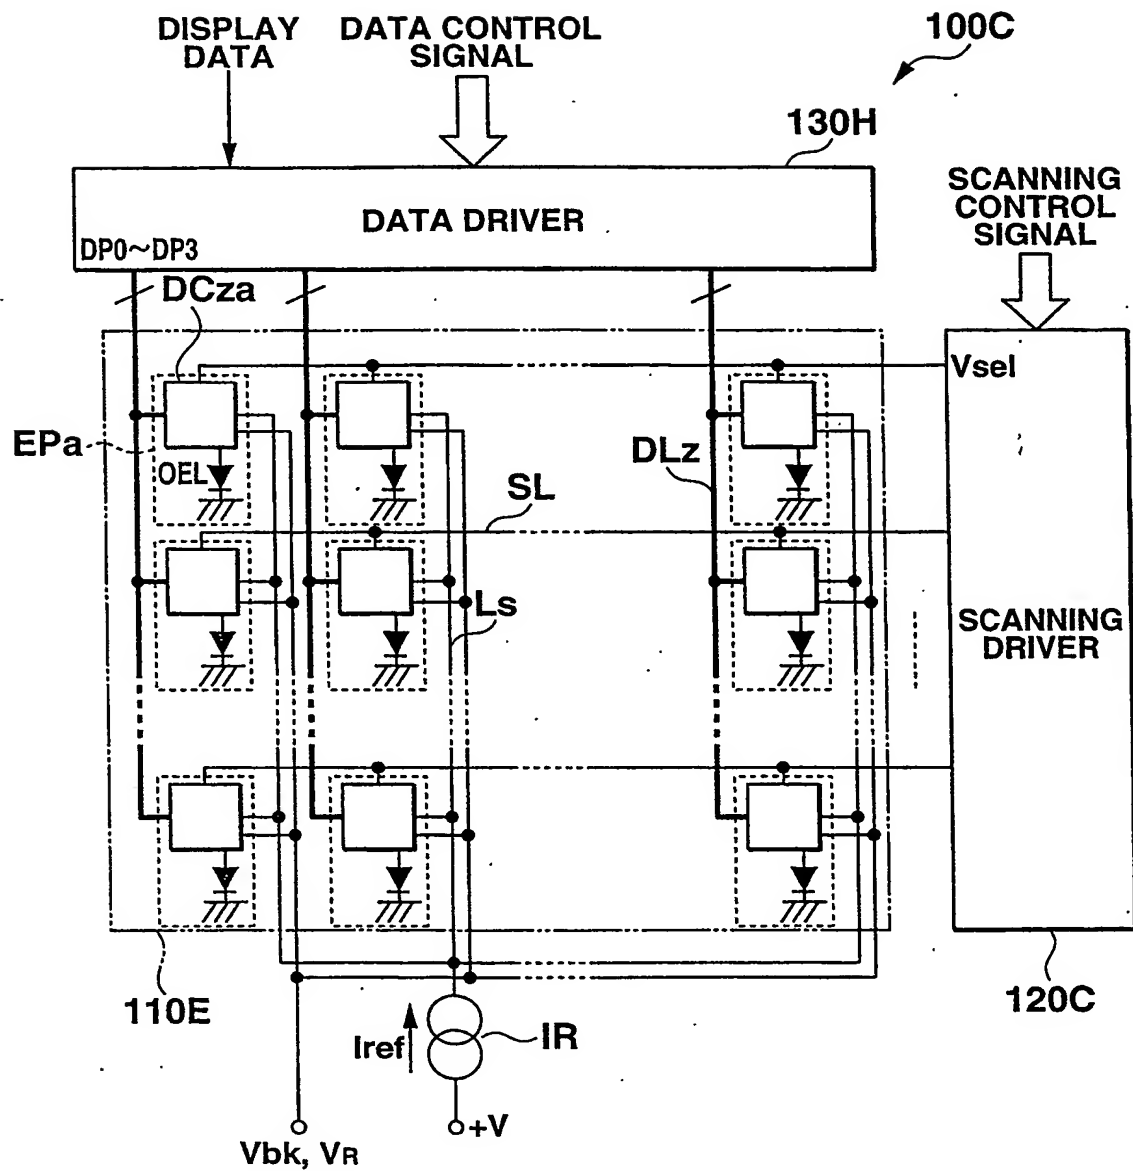 DISPLAY
DATA
DATA CONTROL
SIGNAL
100C
130H
DATA DRIVER
DP0~DP3
SCANNING
CONTROL
SIGNAL
DCza
Vsel
EPa
OEL
DLz
SL
Ls
SCANNING
DRIVER
110E
120C
Iref
IR
+V
Vbk, VR